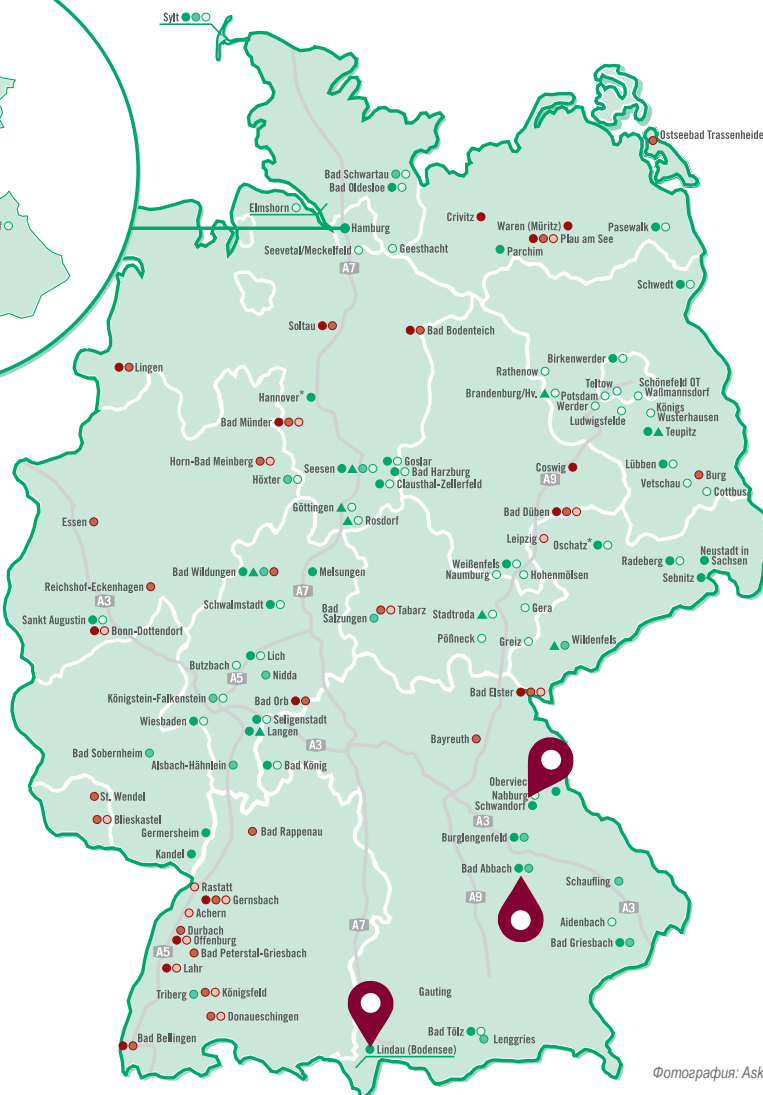 Sylt
Ostseebad Trassenheide
Bad Schwartau
Bad Oldesloe
Elmshorn
Crivitz
Waren (Müritz)
Pasewalk
Hamburg
Plau am See
Seevetal/Meckelfeld
Geesthacht
Parchim
A7
Schwedt
Soltau
Bad Bodenteich
Birkenwerder
Lingen
Rathenow
Teltow
Schönefeld OT
Waßmannsdorf
Hannover*
Brandenburg/Hv.
Potsdam
Werder
Königs
Wusterhausen
Ludwigsfelde
Bad Münder
Teupitz
Horn-Bad Meinberg
Seesen
Goslar
Bad Harzburg
Coswig
Lübben
Höxter
Clausthal-Zellerfeld
A9
Burg
Vetschau
Cottbus
Göttingen
Bad Düben
Essen
Rosdorf
Leipzig
Oschatz*
Neustadt in
Sachsen
Bad Wildungen
Melsungen
Weißenfels
Radeberg
Naumburg
Hohenmölsen
Sebnitz
Reichshof-Eckenhagen
A7
A3
Schwalmstadt
Bad
Salzungen
Tabarz
Gera
Sankt Augustin
Stadtroda
Bonn-Dottendorf
Pößneck
Greiz
Wildenfels
Lich
Butzbach
A5
Nidda
Königstein-Falkenstein
Bad Orb
Bad Elster
Wiesbaden
Seligenstadt
Langen
A3
Bayreuth
Bad Sobernheim
Alsbach-Hähnlein
Bad König
Oberviec
Nabburg
St. Wendel
Schwandorf
Blieskastel
A3
Germersheim
Bad Rappenau
Burglengenfeld
Kandel
Bad Abbach
Schaufling
Rastatt
Gernsbach
A9
A3
Achern
Aidenbach
Durbach
A7
Offenburg
Bad Griesbach
A5
Bad Peterstal-Griesbach
Lahr
Triberg
Königsfeld
Gauting
Donaueschingen
Bad Tölz
Bad Bellingen
Lenggries
Lindau (Bodensee)
Фотография: Ask